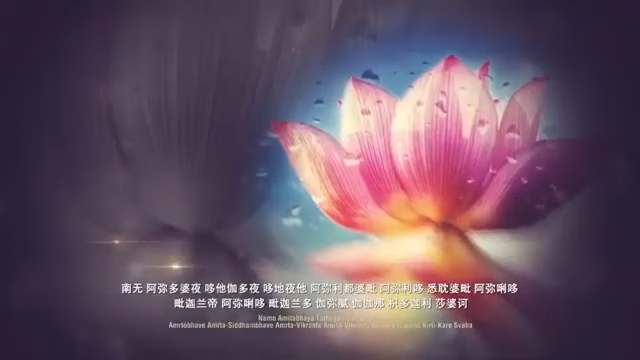 南无 阿弥多婆夜 哆他伽多夜 哆地夜他 阿弥利都婆毗 阿弥利哆 悉耽婆毗 阿弥唎哆
毗迦兰帝 阿弥唎哆 毗迦兰多 伽弥腻 伽伽那 枳多迦利 莎婆诃
Namo Amitabhaya
Amrtobhave Amrta-Siddhambhave Amrta-Vikrante Kirti-Kare Svaha